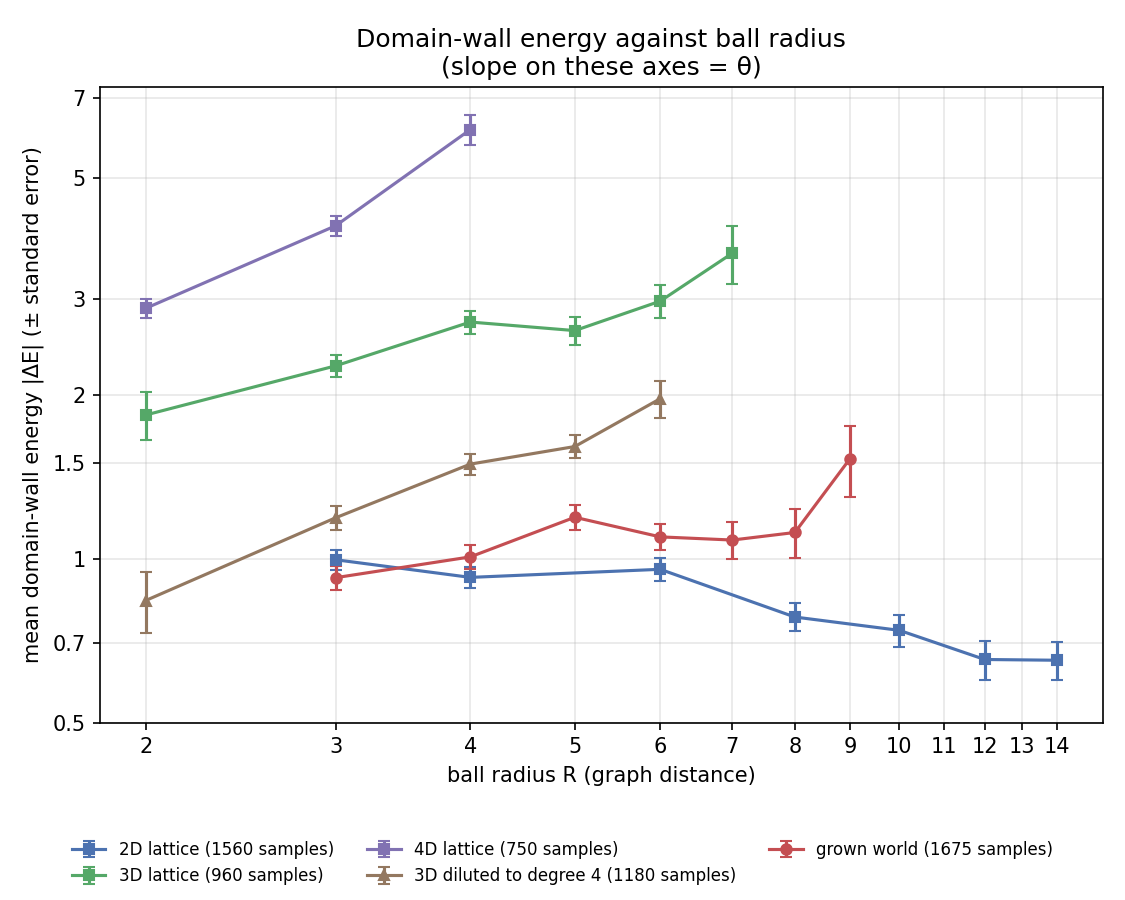 Domain-wall energy against ball radius
(slope on these axes = θ)
mean domain-wall energy |ΔE| (± standard error)
7
5
3
2
1.5
1
0.7
0.5
2 3 4 5 6 7 8 9 10 11 12 13 14
ball radius R (graph distance)
2D lattice (1560 samples) 4D lattice (750 samples) grown world (1675 samples)
3D lattice (960 samples) 3D diluted to degree 4 (1180 samples)